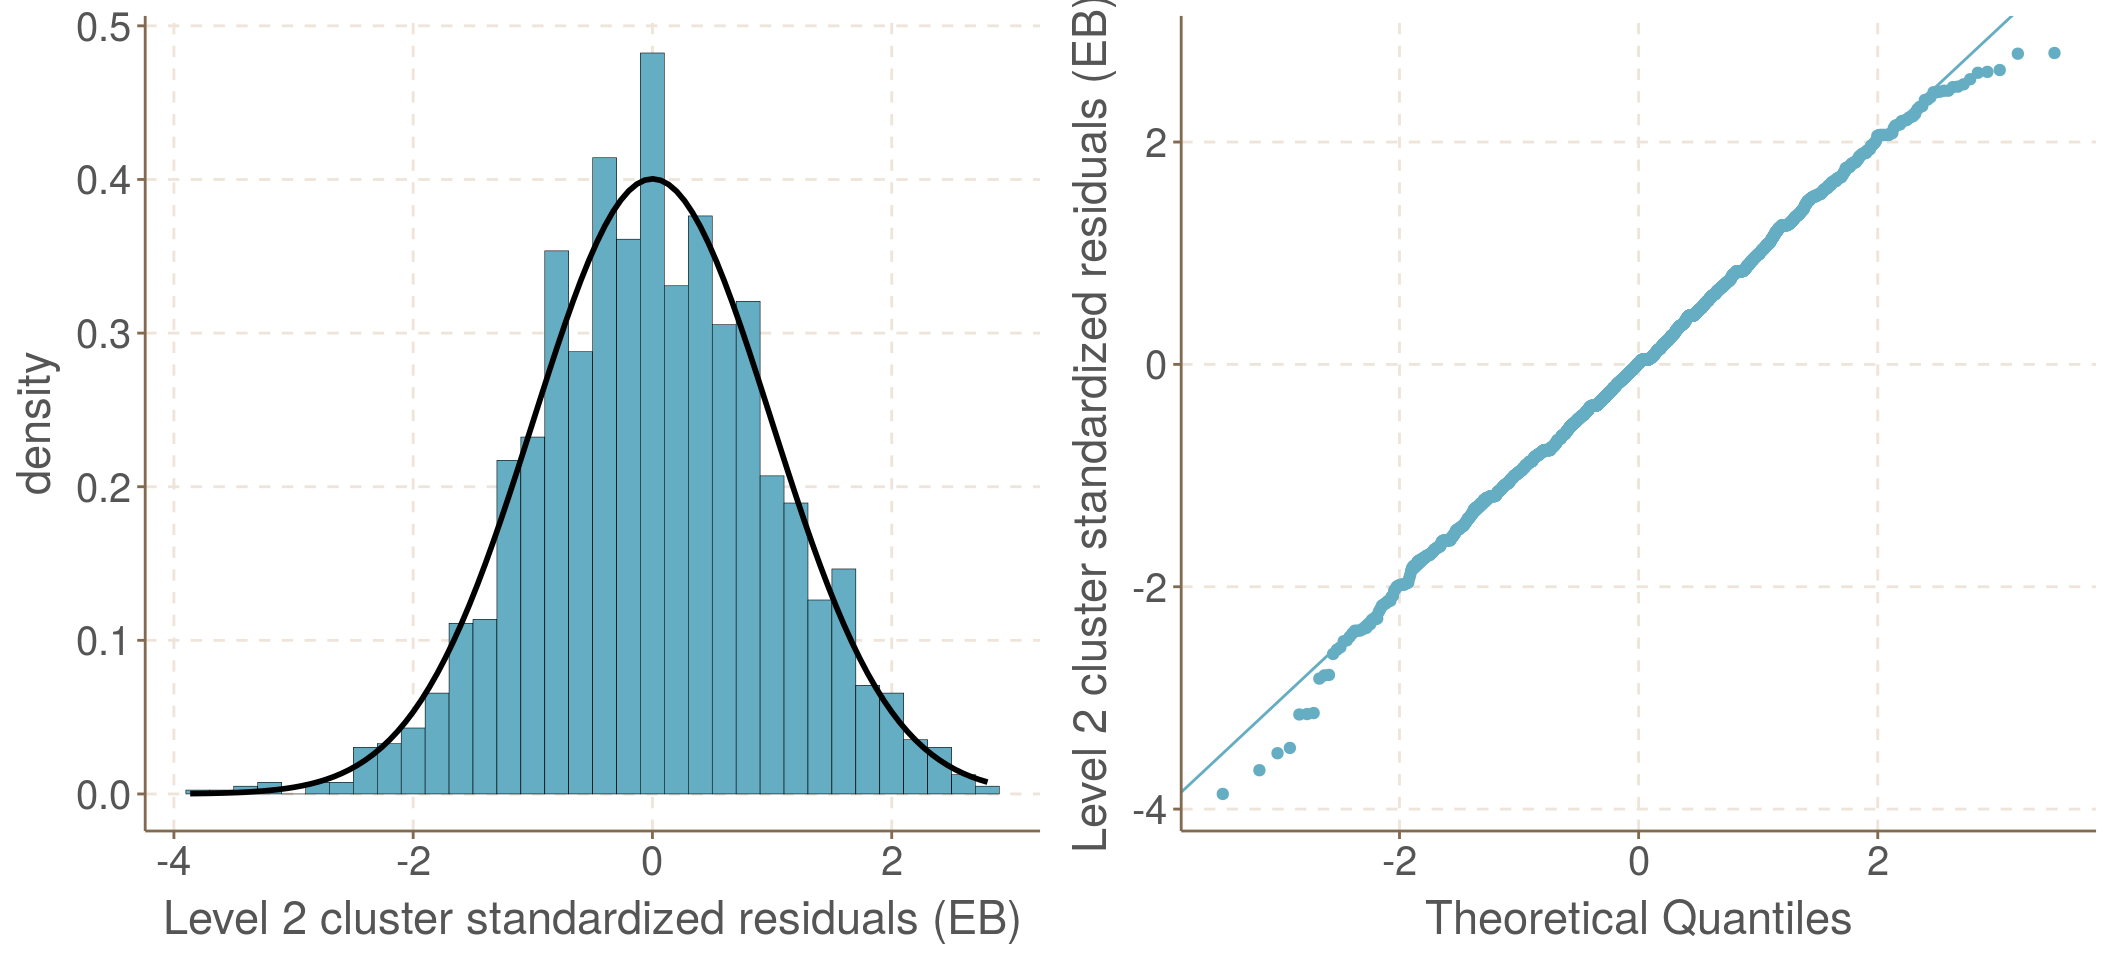 density
0.5
0.4
0.3
0.2
0.1
0.0
-4 -2 0 2
Level 2 cluster standardized residuals (EB)
Level 2 cluster standardized residuals (EB)
2
0
-2
-4
-2 0 2
Theoretical Quantiles